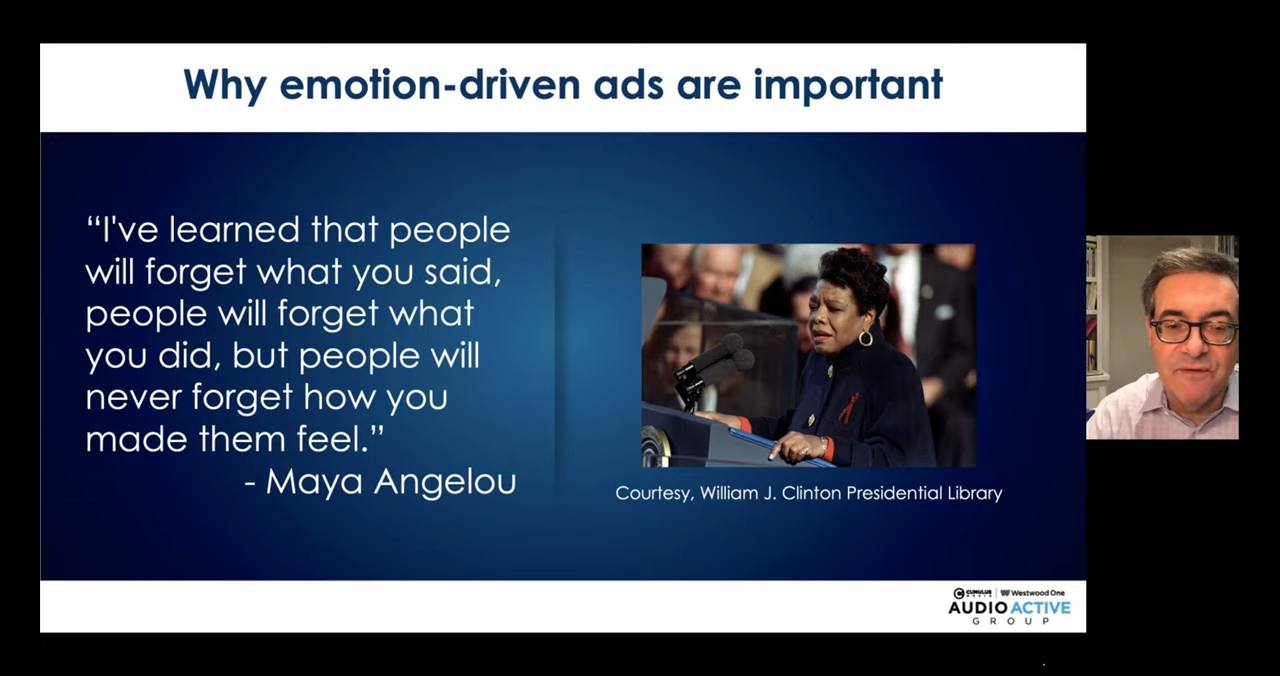 Why emotion-driven ads are important
“I've learned that people
will forget what you said,
people will forget what
you did, but people will
never forget how you
made them feel.”
- Maya Angelou
Courtesy, William J. Clinton Presidential Library
CUMULUS MEDIA | Westwood One
AUDIO ACTIVE
GROUP